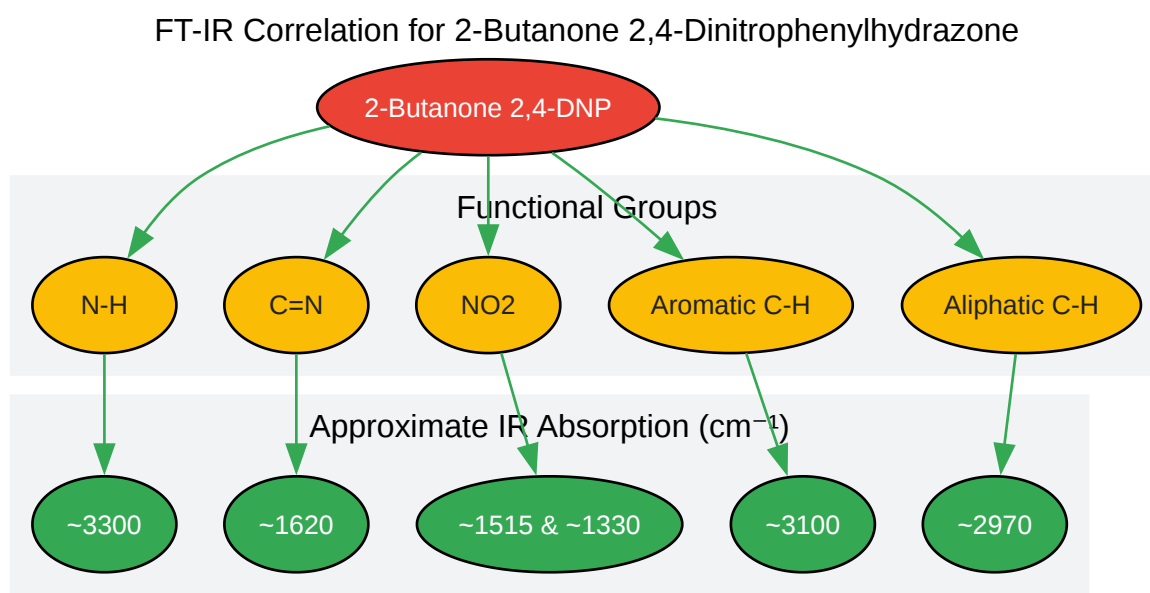 FT-IR Correlation for 2-Butanone 2,4-Dinitrophenylhydrazone
2-Butanone 2,4-DNP
Functional Groups
N-H
C=N
NO2
Aromatic C-H
Aliphatic C-H
Approximate IR Absorption (cm⁻¹)
~3300
~1620
~1515 & ~1330
~3100
~2970